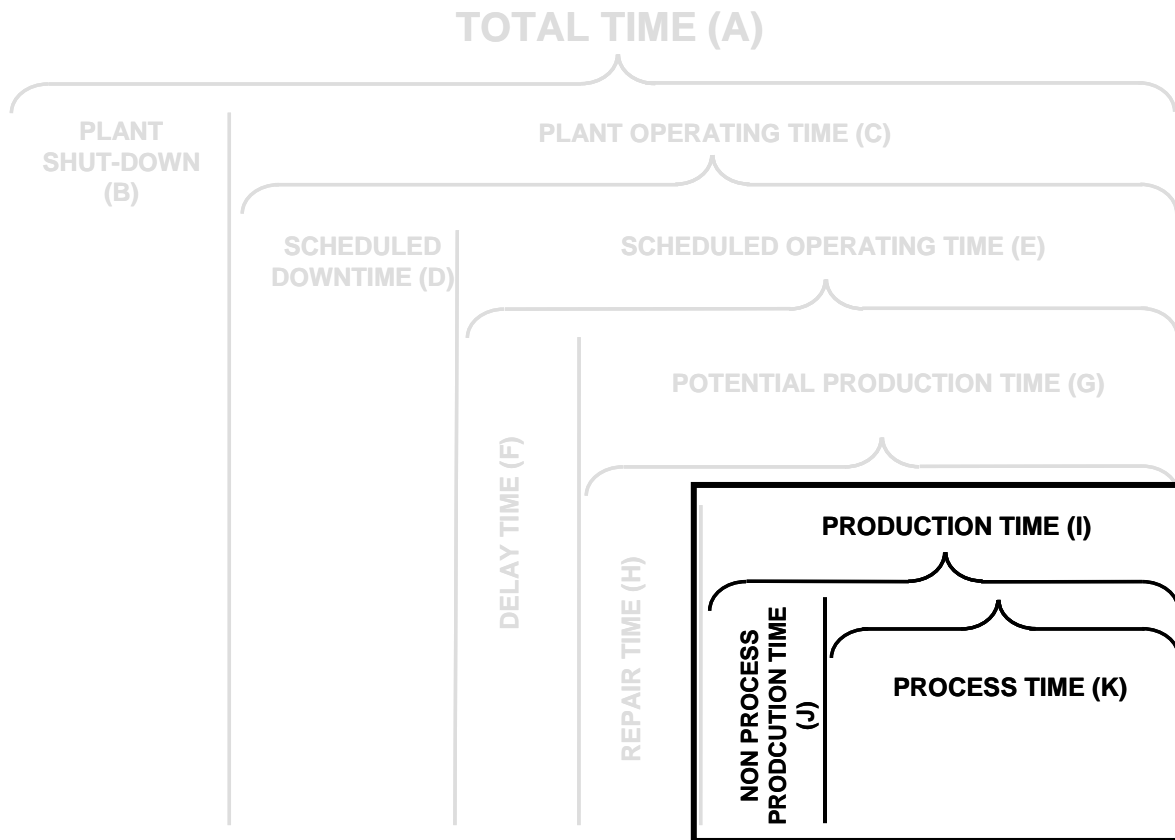 TOTAL TIME (A)
PLANT
SHUT-DOWN
(B)
PLANT OPERATING TIME (C)
SCHEDULED
DOWNTIME (D)
SCHEDULED OPERATING TIME (E)
DELAY TIME (F)
POTENTIAL PRODUCTION TIME (G)
REPAIR TIME (H)
PRODUCTION TIME (I)
NON PROCESS
PRODCUTION TIME
(J)
PROCESS TIME (K)